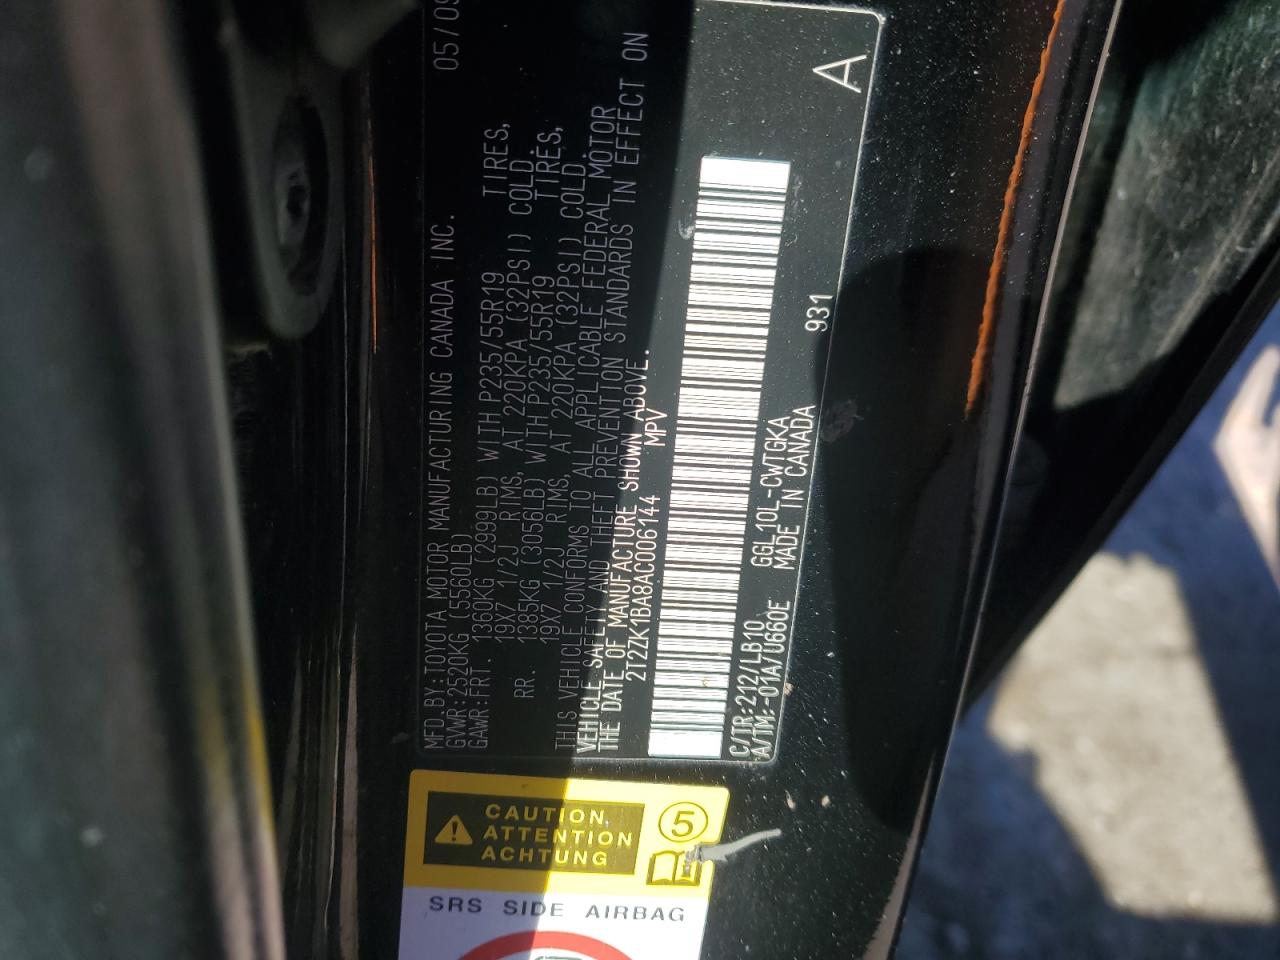 MFD.BY:TOYOTA MOTOR MANUFACTURING CANADA INC. 05/09
GVWR:2520KG (5560LB)
GAWR:FRT. 1360KG (2999LB) WITH P235/55R19 TIRES,
19X7 1/2J RIMS, AT 220KPA (32PSI) COLD
RR. 1385KG (3056LB) WITH P235/55R19 TIRES,
19X7 1/2J RIMS, AT 220KPA (32PSI) COLD
THIS VEHICLE CONFORMS TO ALL APPLICABLE FEDERAL MOTOR
VEHICLE SAFETY AND THEFT PREVENTION STANDARDS IN EFFECT ON
THE DATE OF MANUFACTURE SHOWN ABOVE.
2T2ZK1BA8AC006144 MPV
C/TR:212/LB10 GGL10L-CWTGKA 931 A
A/TM:-01A/U660E MADE IN CANADA
CAUTION
ATTENTION
ACHTUNG
5
SRS SIDE AIRBAG